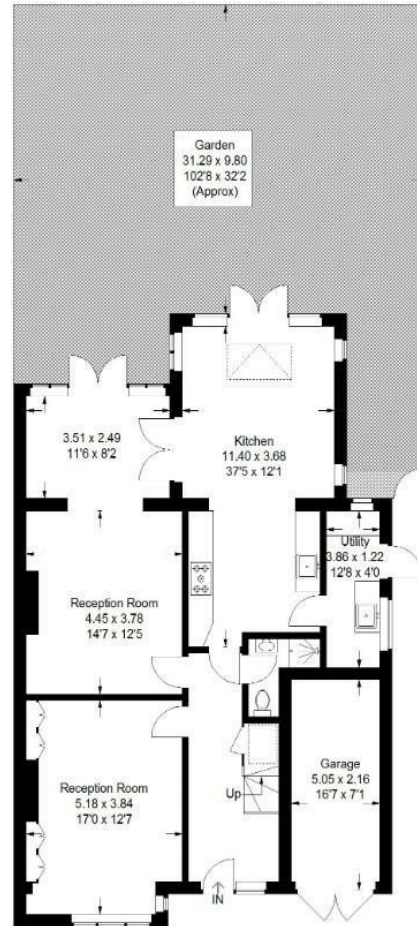 Garden
31.29 x 9.80
102'8 x 32'2
(Approx)
3.51 x 2.49
11'6 x 8'2
Kitchen
11.40 x 3.68
37'5 x 12'1
Utility
3.86 x 1.22
12'8 x 4'0
Reception Room
4.45 x 3.78
14'7 x 12'5
Reception Room
5.18 x 3.84
17'0 x 12'7
Garage
5.05 x 2.16
16'7 x 7'1
Up
IN